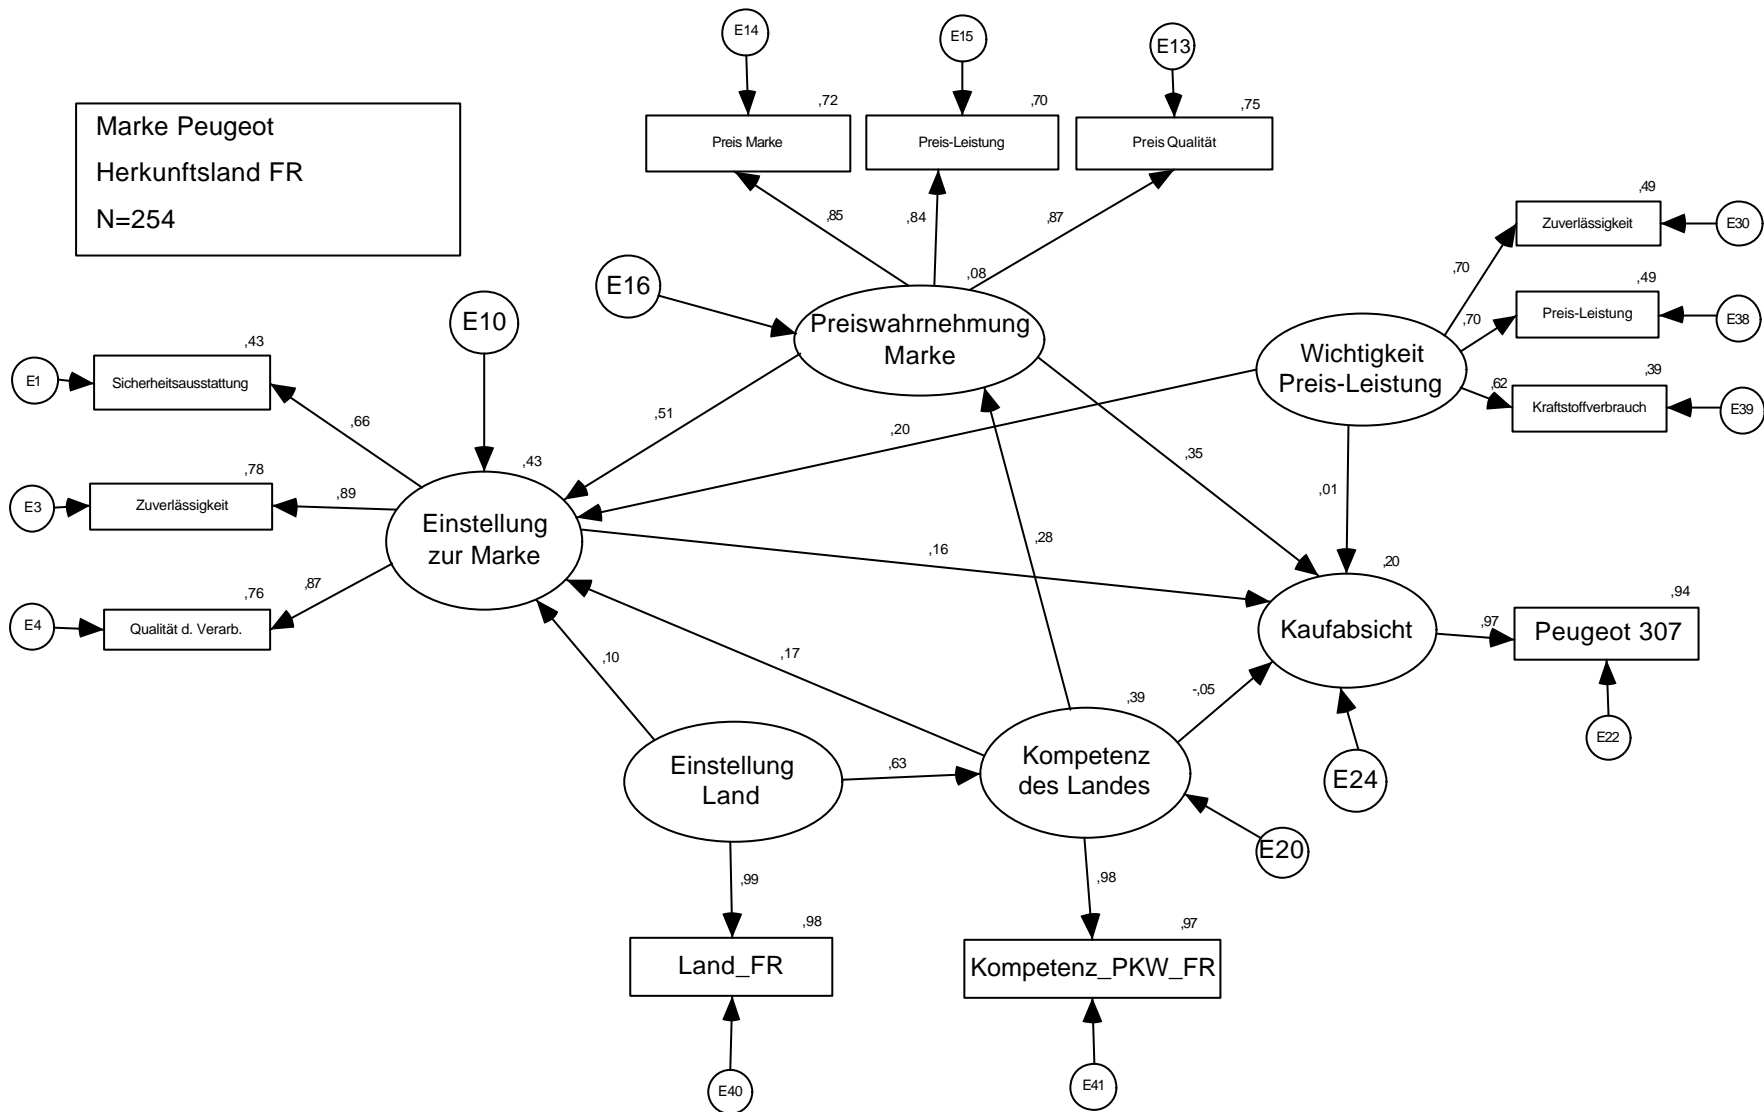 E14
E15
E13
,72
,70
,75
Marke Peugeot
Herkunftsland FR
N=254
Preis Marke
Preis-Leistung
Preis Qualität
,85
,84
,87
,49
Zuverlässigkeit
E30
,70
,49
Preis-Leistung
E38
,70
,39
Kraftstoffverbrauch
E39
,62
E16
,08
Preiswahrnehmung
Marke
Wichtigkeit
Preis-Leistung
E10
,43
Sicherheitsausstattung
E1
,66
,51
,20
,35
,01
,78
Zuverlässigkeit
E3
,89
,43
Einstellung
zur Marke
,16
,28
,20
Kaufabsicht
,97
,94
Peugeot 307
E22
,76
Qualität d. Verarb.
E4
,87
,10
,17
-,05
Einstellung
Land
,63
,39
Kompetenz
des Landes
E24
E20
,99
,98
,98
Land_FR
,97
Kompetenz_PKW_FR
E40
E41